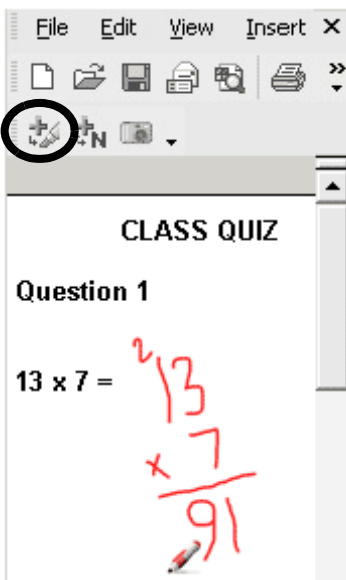 File Edit View Insert ×
»
N
CLASS QUIZ
Question 1
2
13 x 7 = 13
x 7
91